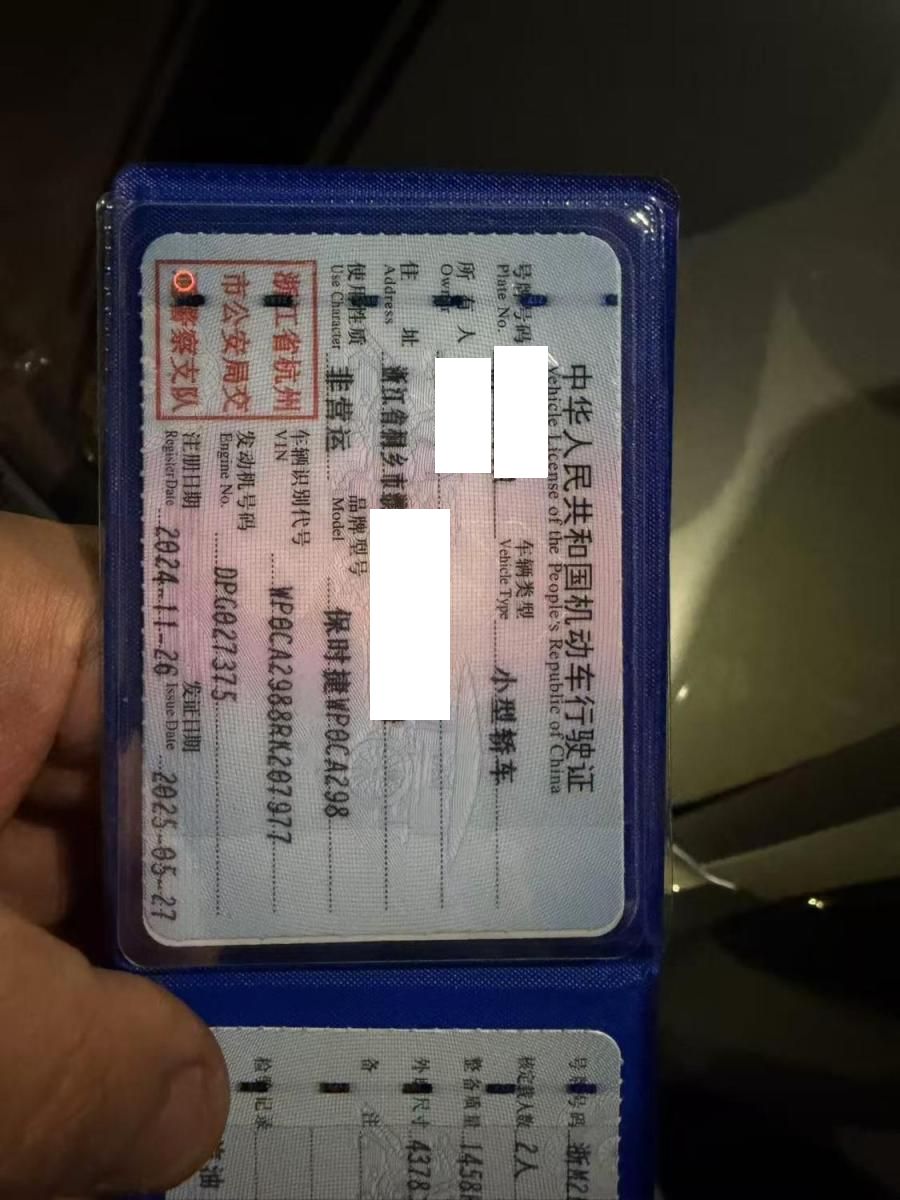 中华人民共和国机动车行驶证
Vehicle License of the People's Republic of China
号牌号码
Plate No.
车辆类型 小型轿车
Vehicle Type
所有人
Owner
住址 浙江省桐乡市
Address
使用性质 非营运
Use Character
品牌型号 保时捷WP0CA298
Model
浙江省杭州
市公安局交
警察支队
车辆识别代号 WP0CA2988RK207977
VIN
发动机号码 DPG027375
Engine No.
注册日期 2024-11-26
Register Date
发证日期 2025-05-27
Issue Date
号牌号码 浙M2
核定载人数 2人
整备质量 1458
外廓尺寸 4378
备注
检验记录
油